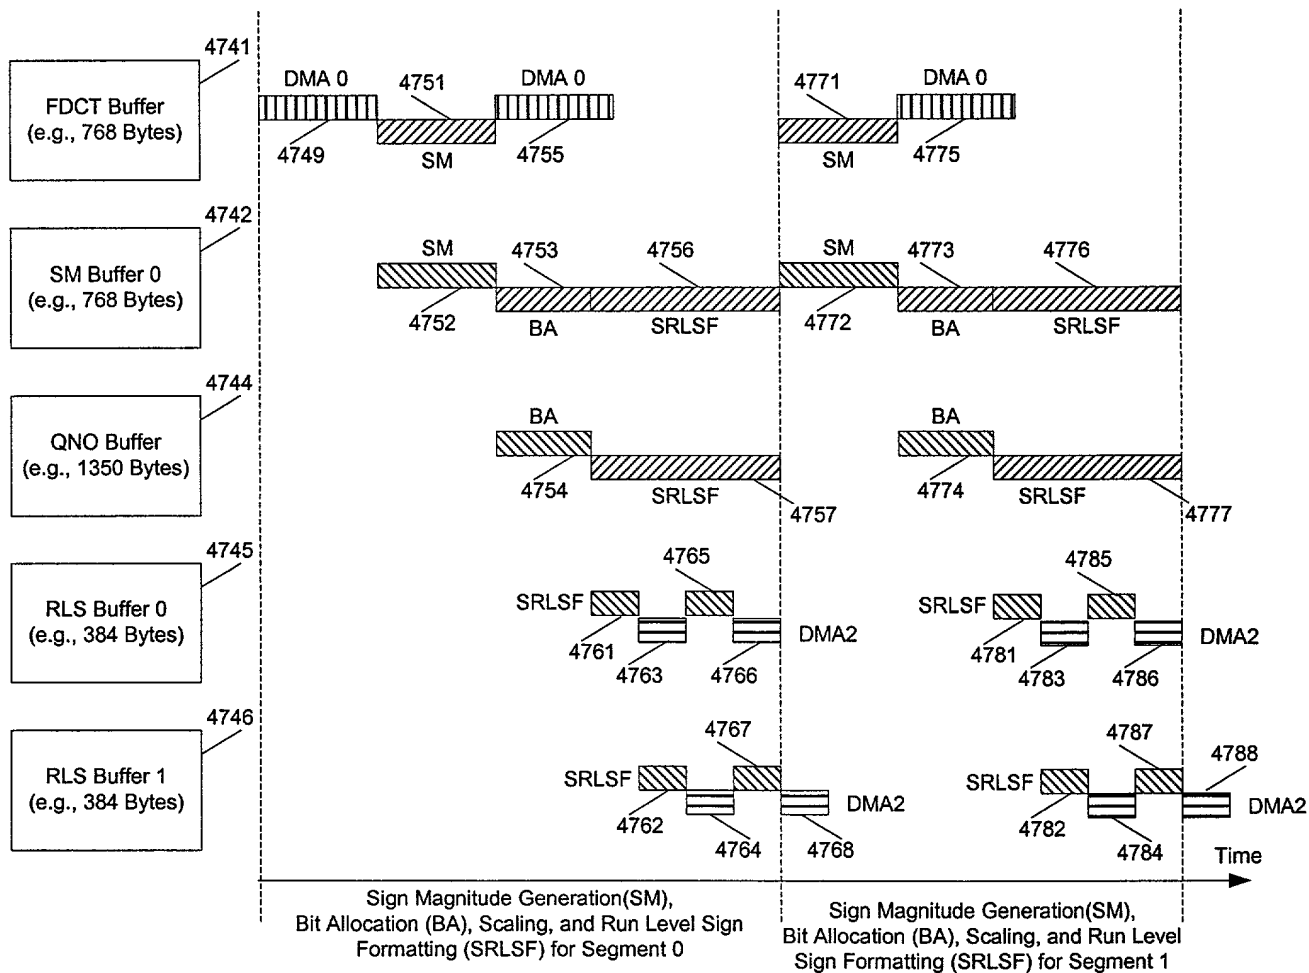 4741
FDCT Buffer
(e.g., 768 Bytes)
DMA 0
4751
DMA 0
4749
SM
4755
4771
DMA 0
SM
4775
4742
SM Buffer 0
(e.g., 768 Bytes)
SM
4753
4756
SM
4773
4776
4752
BA
SRLSF
4772
BA
SRLSF
4744
QNO Buffer
(e.g., 1350 Bytes)
BA
4754
SRLSF
4757
BA
4774
SRLSF
4777
4745
RLS Buffer 0
(e.g., 384 Bytes)
4765
SRLSF
4761
4763
4766
DMA2
4785
SRLSF
4781
4783
4786
DMA2
4746
RLS Buffer 1
(e.g., 384 Bytes)
4767
SRLSF
4762
4764
4768
DMA2
4787
4788
SRLSF
4782
4784
DMA2
Time
Sign Magnitude Generation(SM),
Bit Allocation (BA), Scaling, and Run Level Sign
Formatting (SRLSF) for Segment 0
Sign Magnitude Generation(SM),
Bit Allocation (BA), Scaling, and Run Level
Sign Formatting (SRLSF) for Segment 1